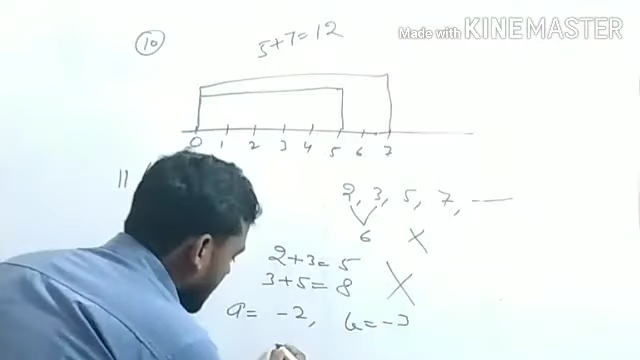 Made with KINEMASTER
10
5+7=12
0 1 2 3 4 5 6 7
11
2, 3, 5, 7,
6 X
2+3=5
3+5=8 X
a= -2, b=-3